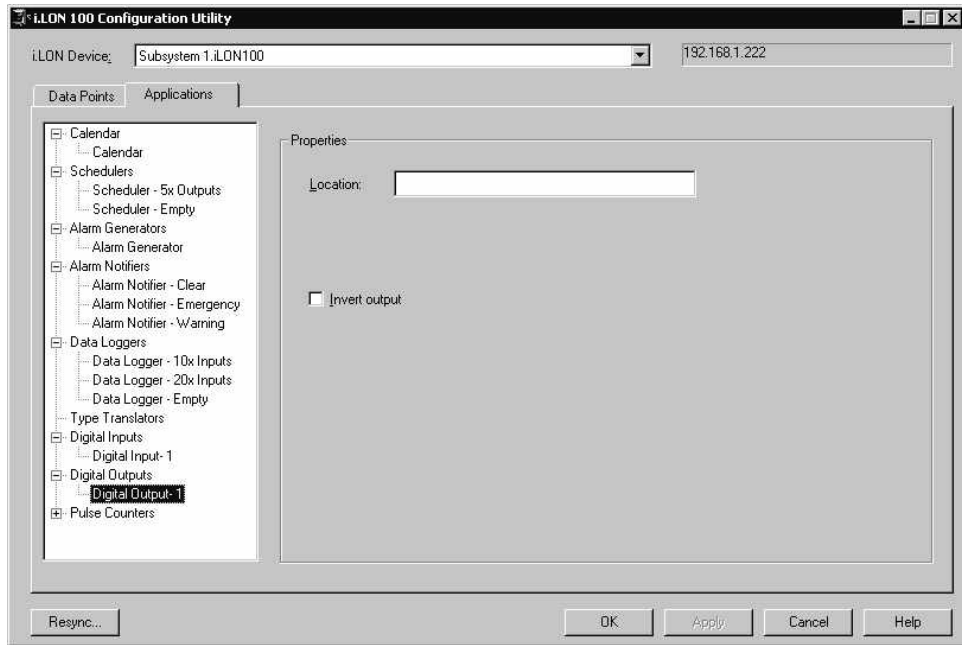 i.LON 100 Configuration Utility
i.LON Device: Subsystem 1.iLON100 192.168.1.222
Data Points Applications
Calendar
Calendar
Schedulers
Scheduler - 5x Outputs
Scheduler - Empty
Alarm Generators
Alarm Generator
Alarm Notifiers
Alarm Notifier - Clear
Alarm Notifier - Emergency
Alarm Notifier - Warning
Data Loggers
Data Logger - 10x Inputs
Data Logger - 20x Inputs
Data Logger - Empty
Type Translators
Digital Inputs
Digital Input- 1
Digital Outputs
Digital Output- 1
Pulse Counters
Properties
Location:
Invert output
Resync... OK Apply Cancel Help